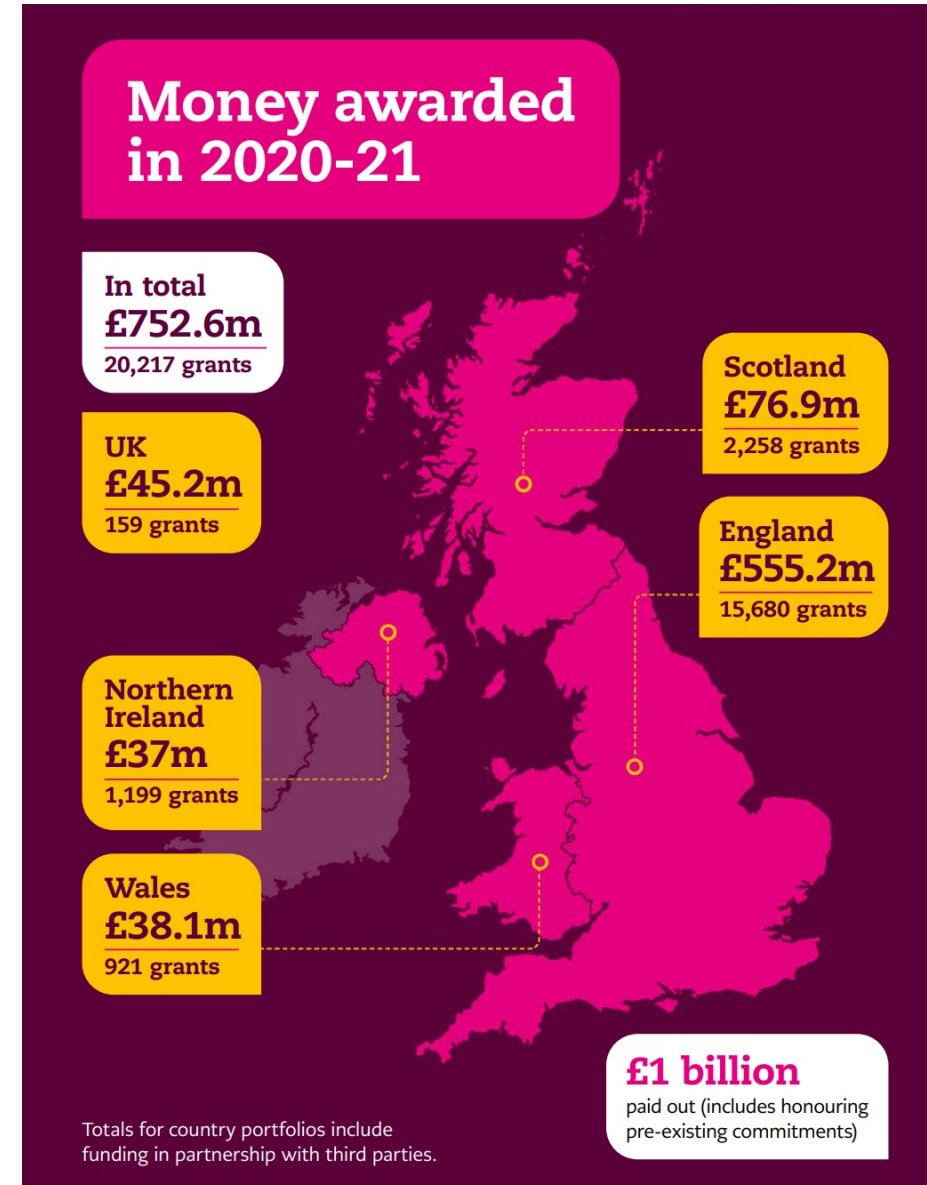 Money awarded
in 2020-21
In total
£752.6m
20,217 grants
UK
£45.2m
159 grants
Scotland
£76.9m
2,258 grants
England
£555.2m
15,680 grants
Northern
Ireland
£37m
1,199 grants
Wales
£38.1m
921 grants
£1 billion
paid out (includes honouring
pre-existing commitments)
Totals for country portfolios include
funding in partnership with third parties.